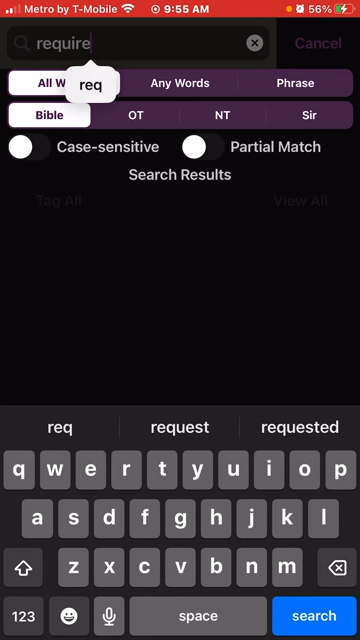 Metro by T-Mobile 9:55 AM 56%
require Cancel
All W Any Words Phrase
req
Bible OT NT Sir
Case-sensitive Partial Match
Search Results
Tag All View All
req request requested
q w e r t y u i o p
a s d f g h j k l
z x c v b n m
123 space search